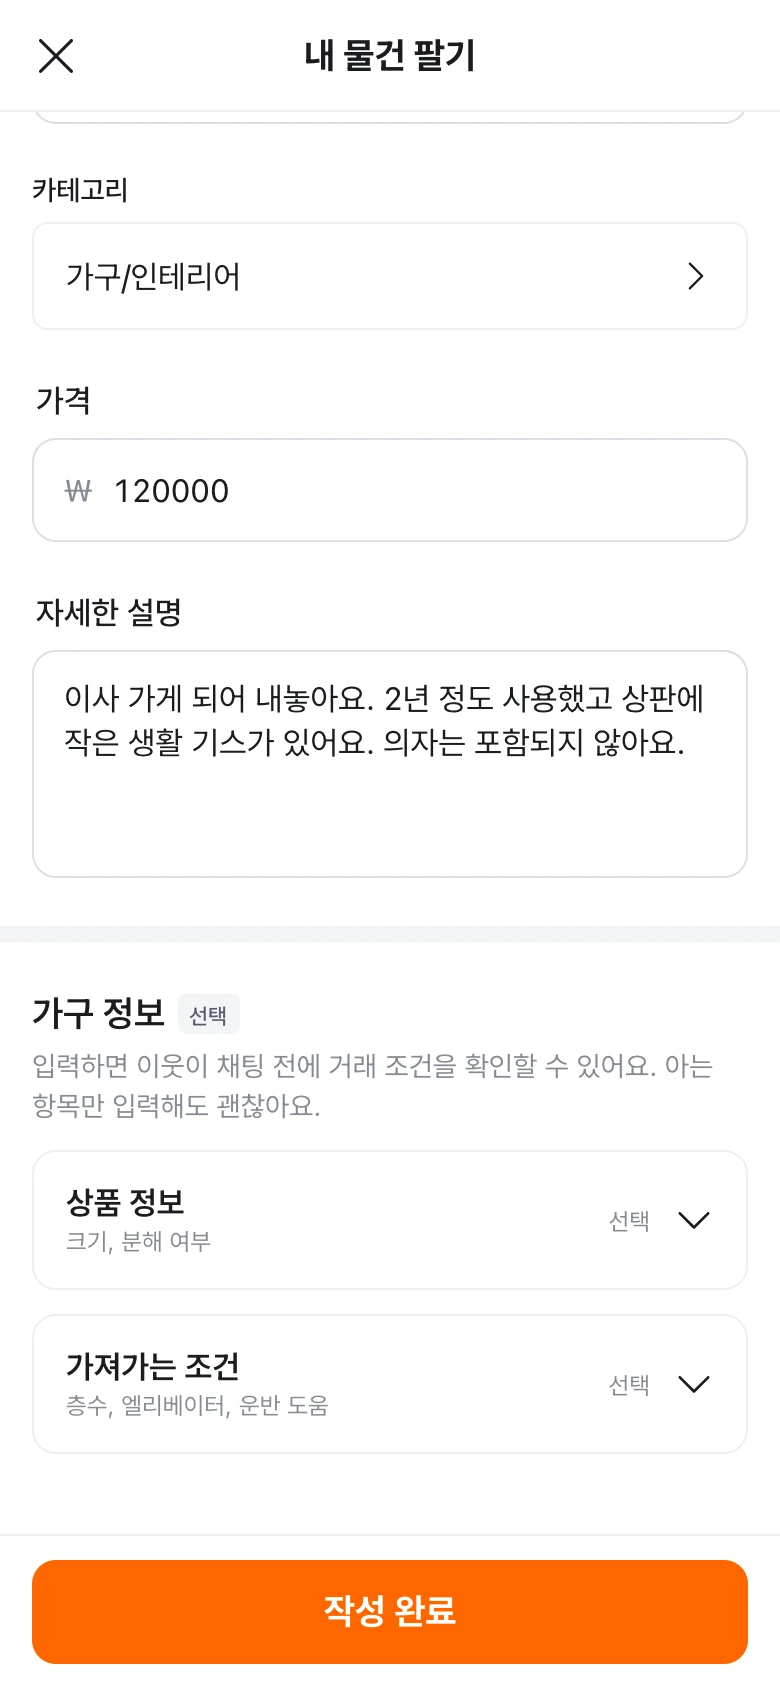 내 물건 팔기
카테고리
가구/인테리어
가격
₩ 120000
자세한 설명
이사 가게 되어 내놓아요. 2년 정도 사용했고 상판에
작은 생활 기스가 있어요. 의자는 포함되지 않아요.
가구 정보 선택
입력하면 이웃이 채팅 전에 거래 조건을 확인할 수 있어요. 아는
항목만 입력해도 괜찮아요.
상품 정보
크기, 분해 여부
선택
가져가는 조건
층수, 엘리베이터, 운반 도움
선택
작성 완료